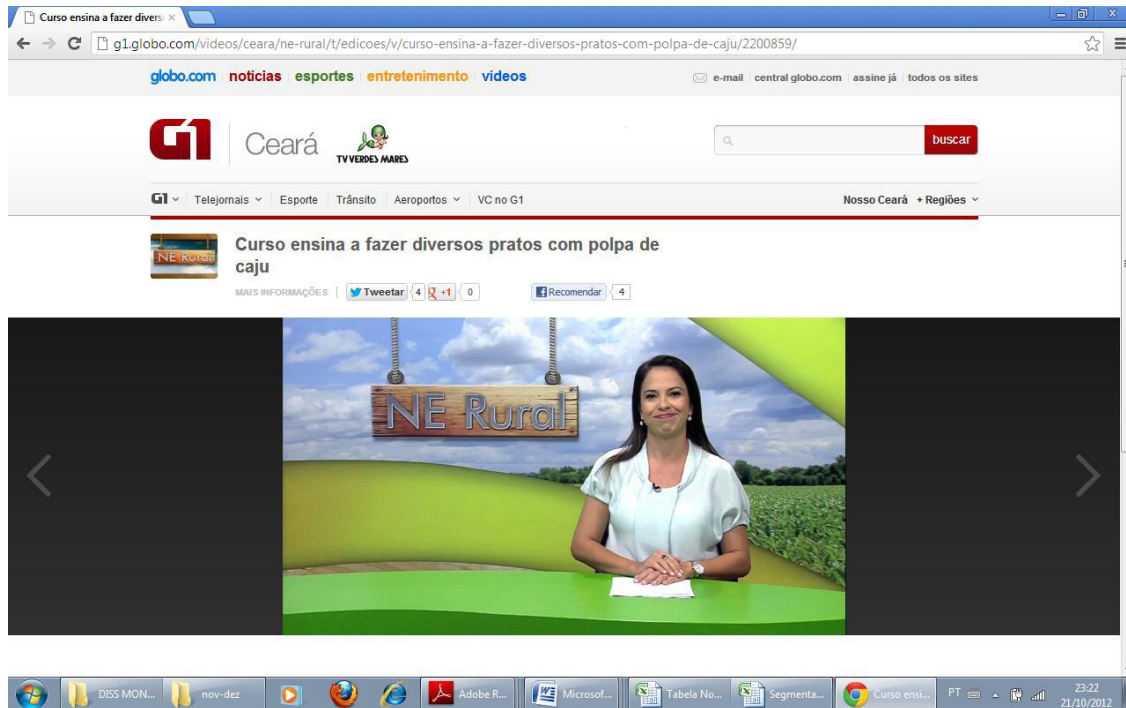 Curso ensina a fazer divers
g1.globo.com/videos/ceara/ne-rural/t/edicoes/v/curso-ensina-a-fazer-diversos-pratos-com-polpa-de-caju/2200859/
globo.com notícias esportes entretenimento vídeos e-mail central globo.com assine já todos os sites
G1 Ceará TV VERDES MARES buscar
G1 Telejornais Esporte Trânsito Aeroportos VC no G1 Nosso Ceará + Regiões
NE Rural
Curso ensina a fazer diversos pratos com polpa de
caju
MAIS INFORMAÇÕES Tweetar 4 +1 0 Recomendar 4
NE Rural
DISS MON... nov-dez Adobe R... Microsof... Tabela No... Segmenta... Curso ensi... PT 23:22
21/10/2012